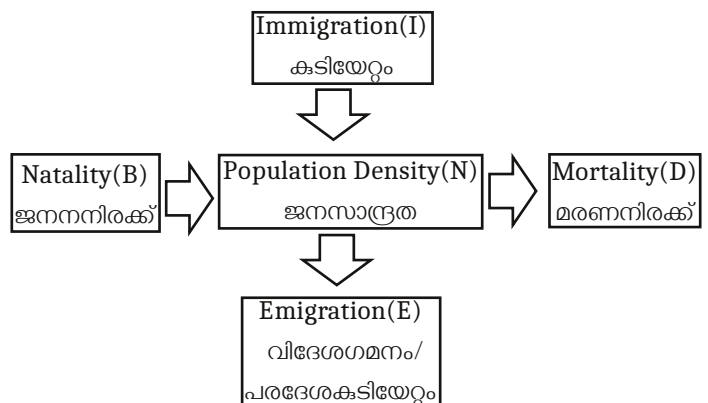 Immigration(I)
കുടിയേറ്റം
Natality(B)
ജനനനിരക്ക്
Population Density(N)
ജനസാന്ദ്രത
Mortality(D)
മരണനിരക്ക്
Emigration(E)
വിദേശഗമനം/
പരദേശകുടിയേറ്റം